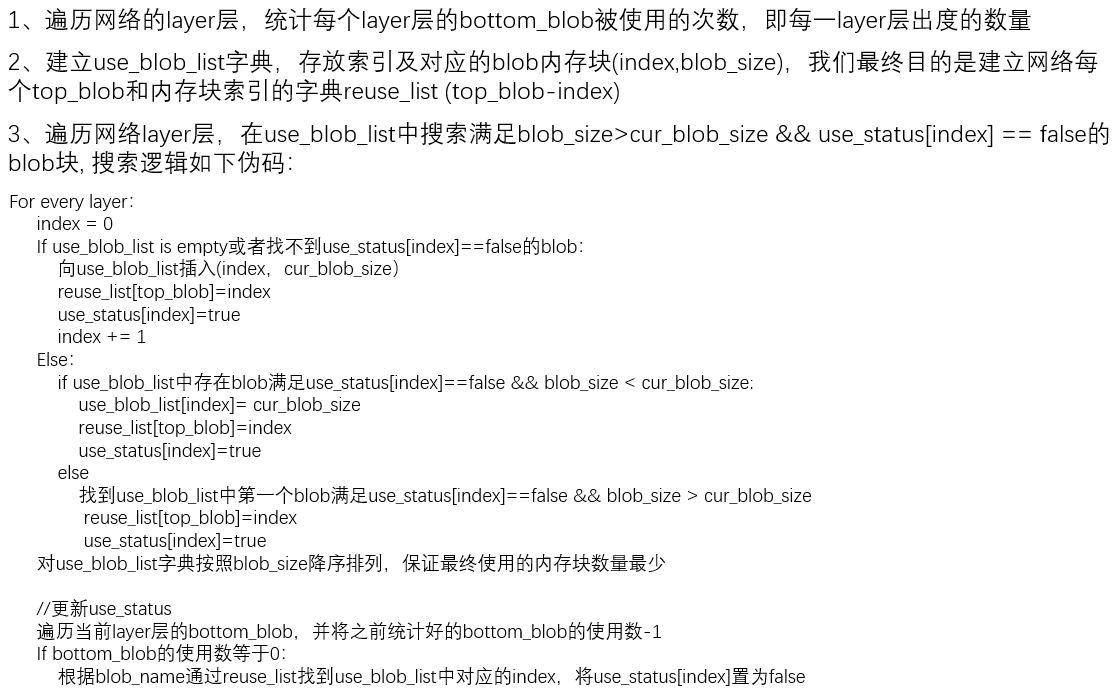 1、遍历网络的layer层，统计每个layer层的bottom_blob被使用的次数，即每一layer层出度的数量
2、建立use_blob_list字典，存放索引及对应的blob内存块(index,blob_size)，我们最终目的是建立网络每
个top_blob和内存块索引的字典reuse_list (top_blob-index)
3、遍历网络layer层，在use_blob_list中搜索满足blob_size>cur_blob_size && use_status[index] == false的
blob块, 搜索逻辑如下伪码：
For every layer：
index = 0
If use_blob_list is empty或者找不到use_status[index]==false的blob：
向use_blob_list插入(index，cur_blob_size）
reuse_list[top_blob]=index
use_status[index]=true
index += 1
Else：
if use_blob_list中存在blob满足use_status[index]==false && blob_size < cur_blob_size:
use_blob_list[index]= cur_blob_size
reuse_list[top_blob]=index
use_status[index]=true
else
找到use_blob_list中第一个blob满足use_status[index]==false && blob_size > cur_blob_size
reuse_list[top_blob]=index
use_status[index]=true
对use_blob_list字典按照blob_size降序排列，保证最终使用的内存块数量最少
//更新use_status
遍历当前layer层的bottom_blob，并将之前统计好的bottom_blob的使用数-1
If bottom_blob的使用数等于0：
根据blob_name通过reuse_list找到use_blob_list中对应的index，将use_status[index]置为false